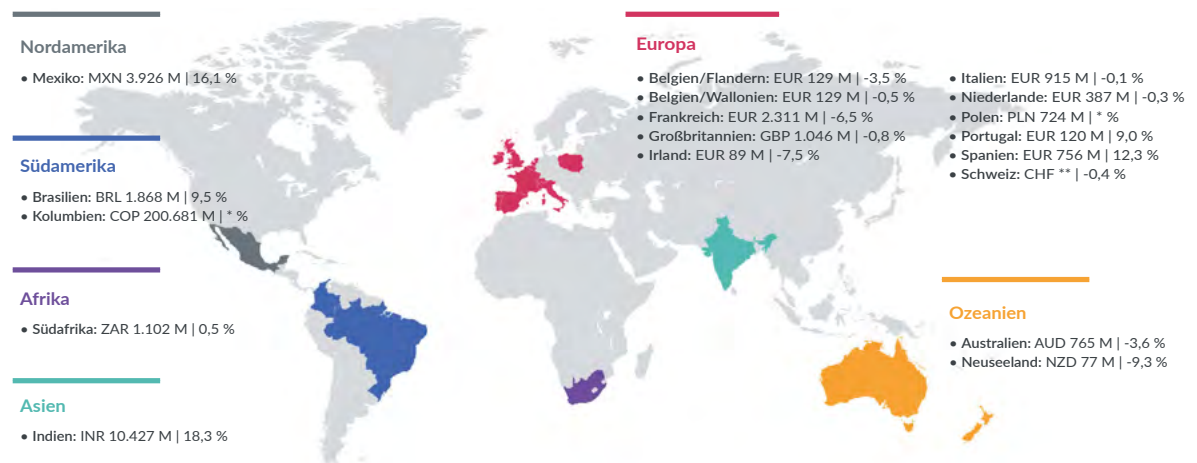 Nordamerika
• Mexiko: MXN 3.926 M | 16,1 %
Südamerika
• Brasilien: BRL 1.868 M | 9,5 %
• Kolumbien: COP 200.681 M | * %
Afrika
• Südafrika: ZAR 1.102 M | 0,5 %
Asien
• Indien: INR 10.427 M | 18,3 %
Europa
• Belgien/Flandern: EUR 129 M | -3,5 %
• Belgien/Wallonien: EUR 129 M | -0,5 %
• Frankreich: EUR 2.311 M | -6,5 %
• Großbritannien: GBP 1.046 M | -0,8 %
• Irland: EUR 89 M | -7,5 %
• Italien: EUR 915 M | -0,1 %
• Niederlande: EUR 387 M | -0,3 %
• Polen: PLN 724 M | * %
• Portugal: EUR 120 M | 9,0 %
• Spanien: EUR 756 M | 12,3 %
• Schweiz: CHF ** | -0,4 %
Ozeanien
• Australien: AUD 765 M | -3,6 %
• Neuseeland: NZD 77 M | -9,3 %